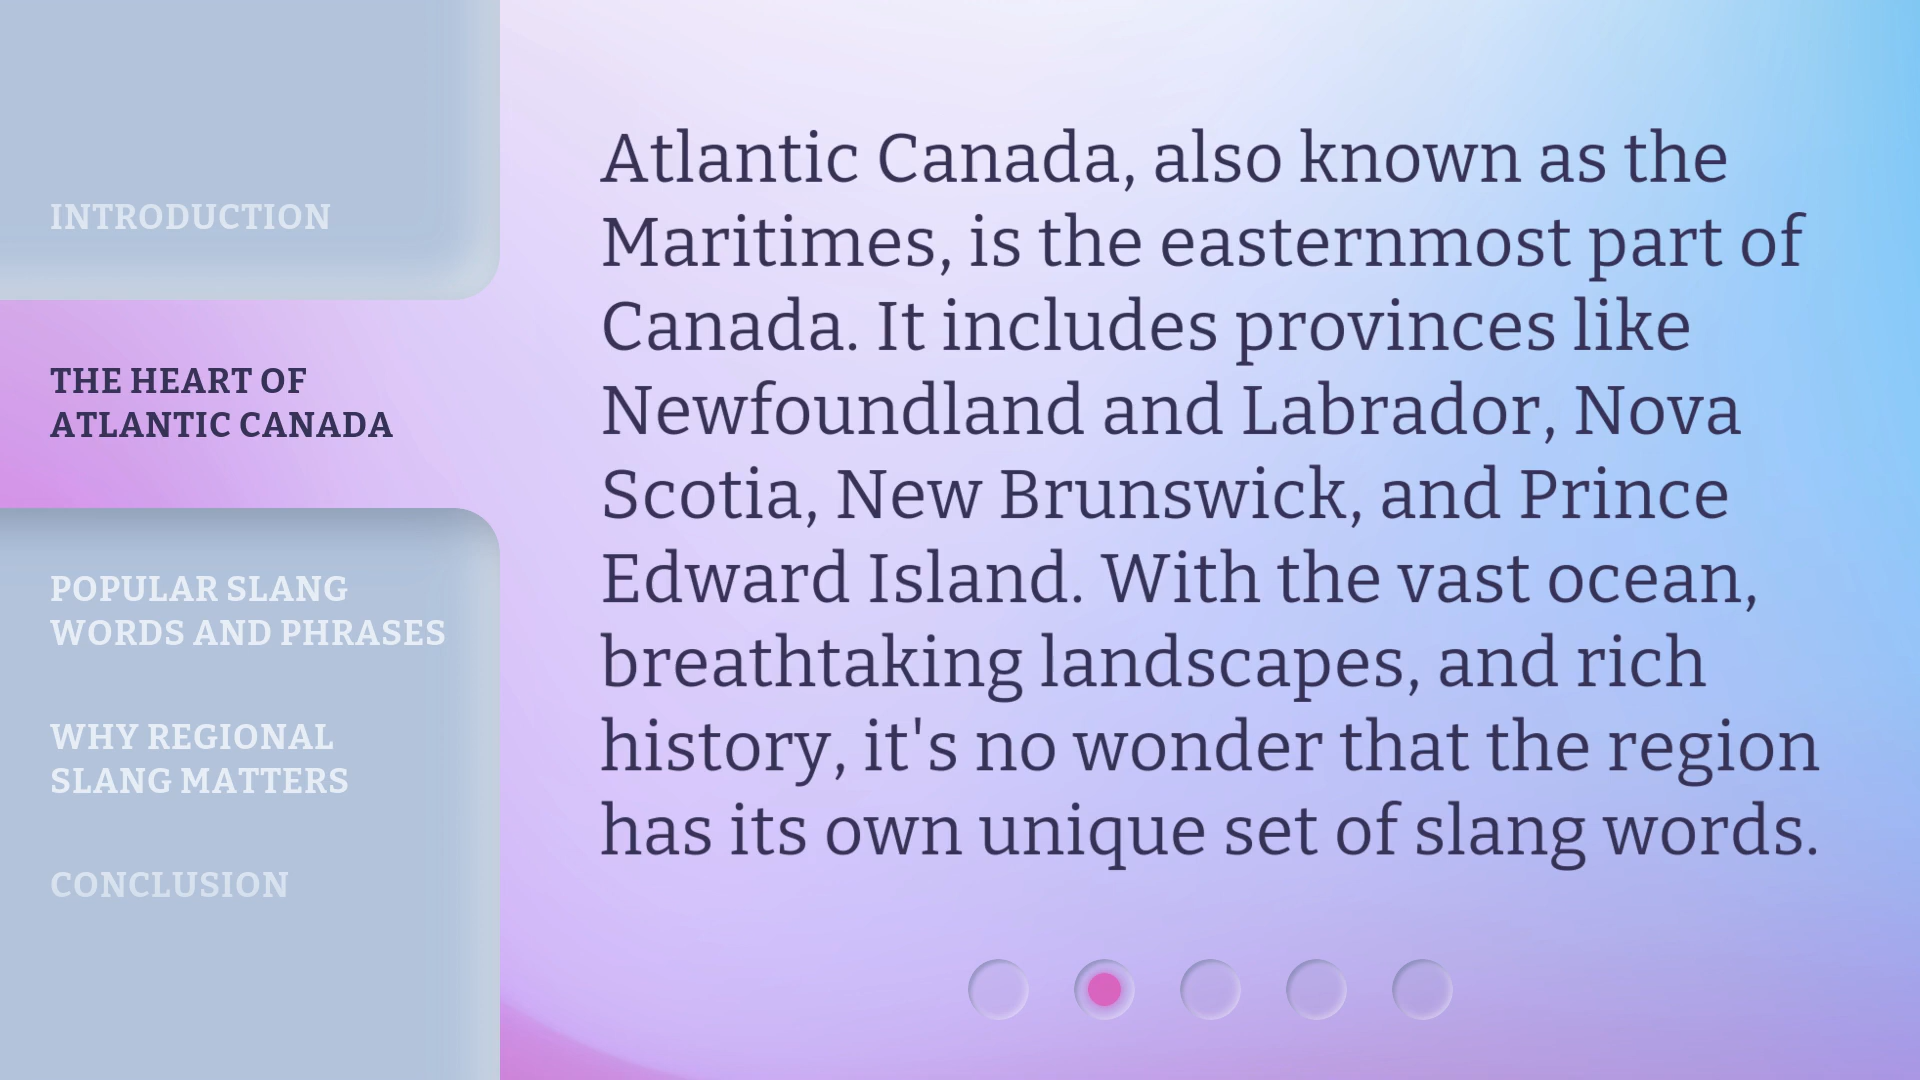 INTRODUCTION
THE HEART OF
ATLANTIC CANADA
POPULAR SLANG
WORDS AND PHRASES
WHY REGIONAL
SLANG MATTERS
CONCLUSION
Atlantic Canada, also known as the
Maritimes, is the easternmost part of
Canada. It includes provinces like
Newfoundland and Labrador, Nova
Scotia, New Brunswick, and Prince
Edward Island. With the vast ocean,
breathtaking landscapes, and rich
history, it's no wonder that the region
has its own unique set of slang words.